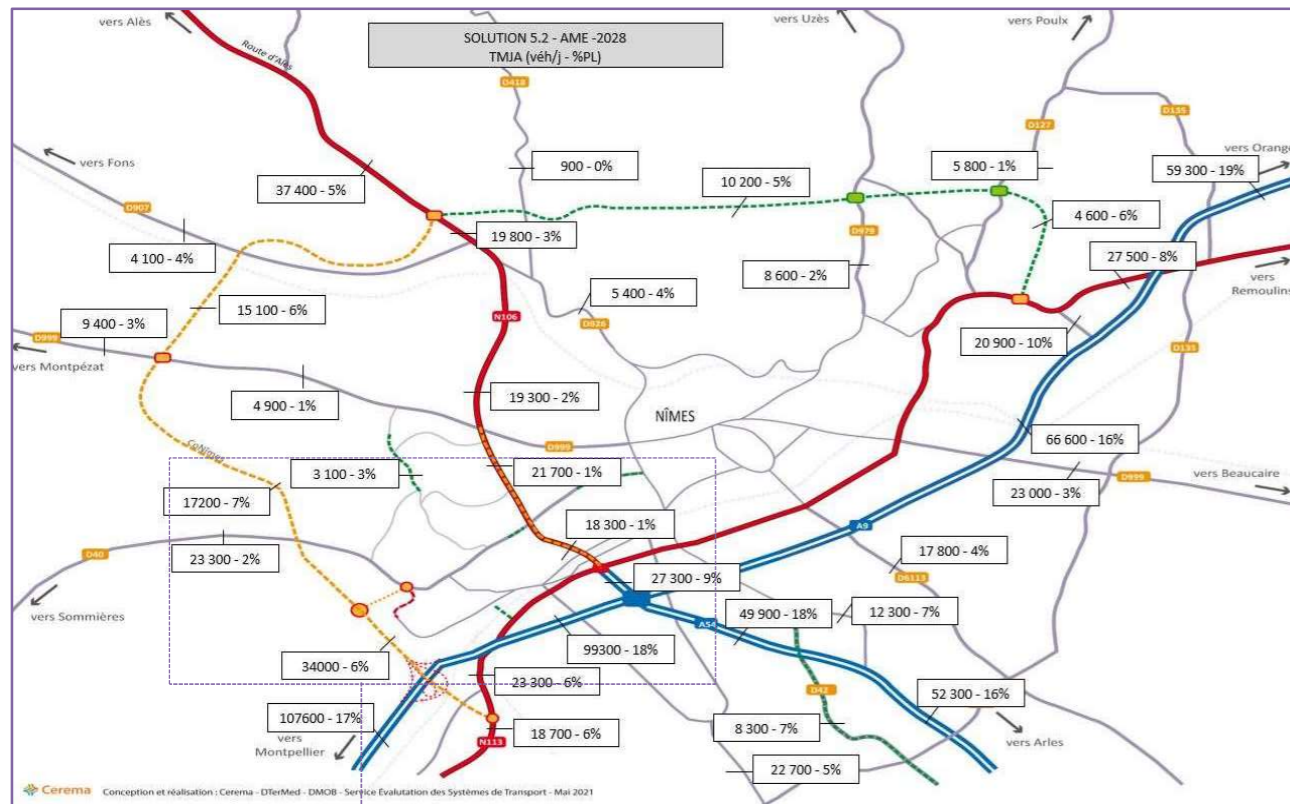 vers Alès
vers Uzès
vers Poulx
SOLUTION 5.2 - AME -2028
TMJA (véh/j - %PL)
Route d'Alès
D418
D135
D127
vers Orange
vers Fons
900 - 0%
5 800 - 1%
59 300 - 19%
37 400 - 5%
10 200 - 5%
D907
4 600 - 6%
19 800 - 3%
D979
4 100 - 4%
27 500 - 8%
8 600 - 2%
vers
Remoulins
5 400 - 4%
15 100 - 6%
N106
D926
9 400 - 3%
D999
20 900 - 10%
D135
vers Montpézat
19 300 - 2%
4 900 - 1%
NÎMES
66 600 - 16%
D999
CoNîmes
21 700 - 1%
3 100 - 3%
vers Beaucaire
D999
23 000 - 3%
17200 - 7%
18 300 - 1%
A9
23 300 - 2%
D40
17 800 - 4%
27 300 - 9%
D6113
vers Sommières
49 900 - 18%
12 300 - 7%
A54
99300 - 18%
34000 - 6%
23 300 - 6%
D42
52 300 - 16%
107600 - 17%
8 300 - 7%
18 700 - 6%
vers
Montpellier
N113
vers Arles
22 700 - 5%
Cerema
Conception et réalisation : Cerema - DTerMed - DMOB - Service Évalutation des Systèmes de Transport - Mai 2021